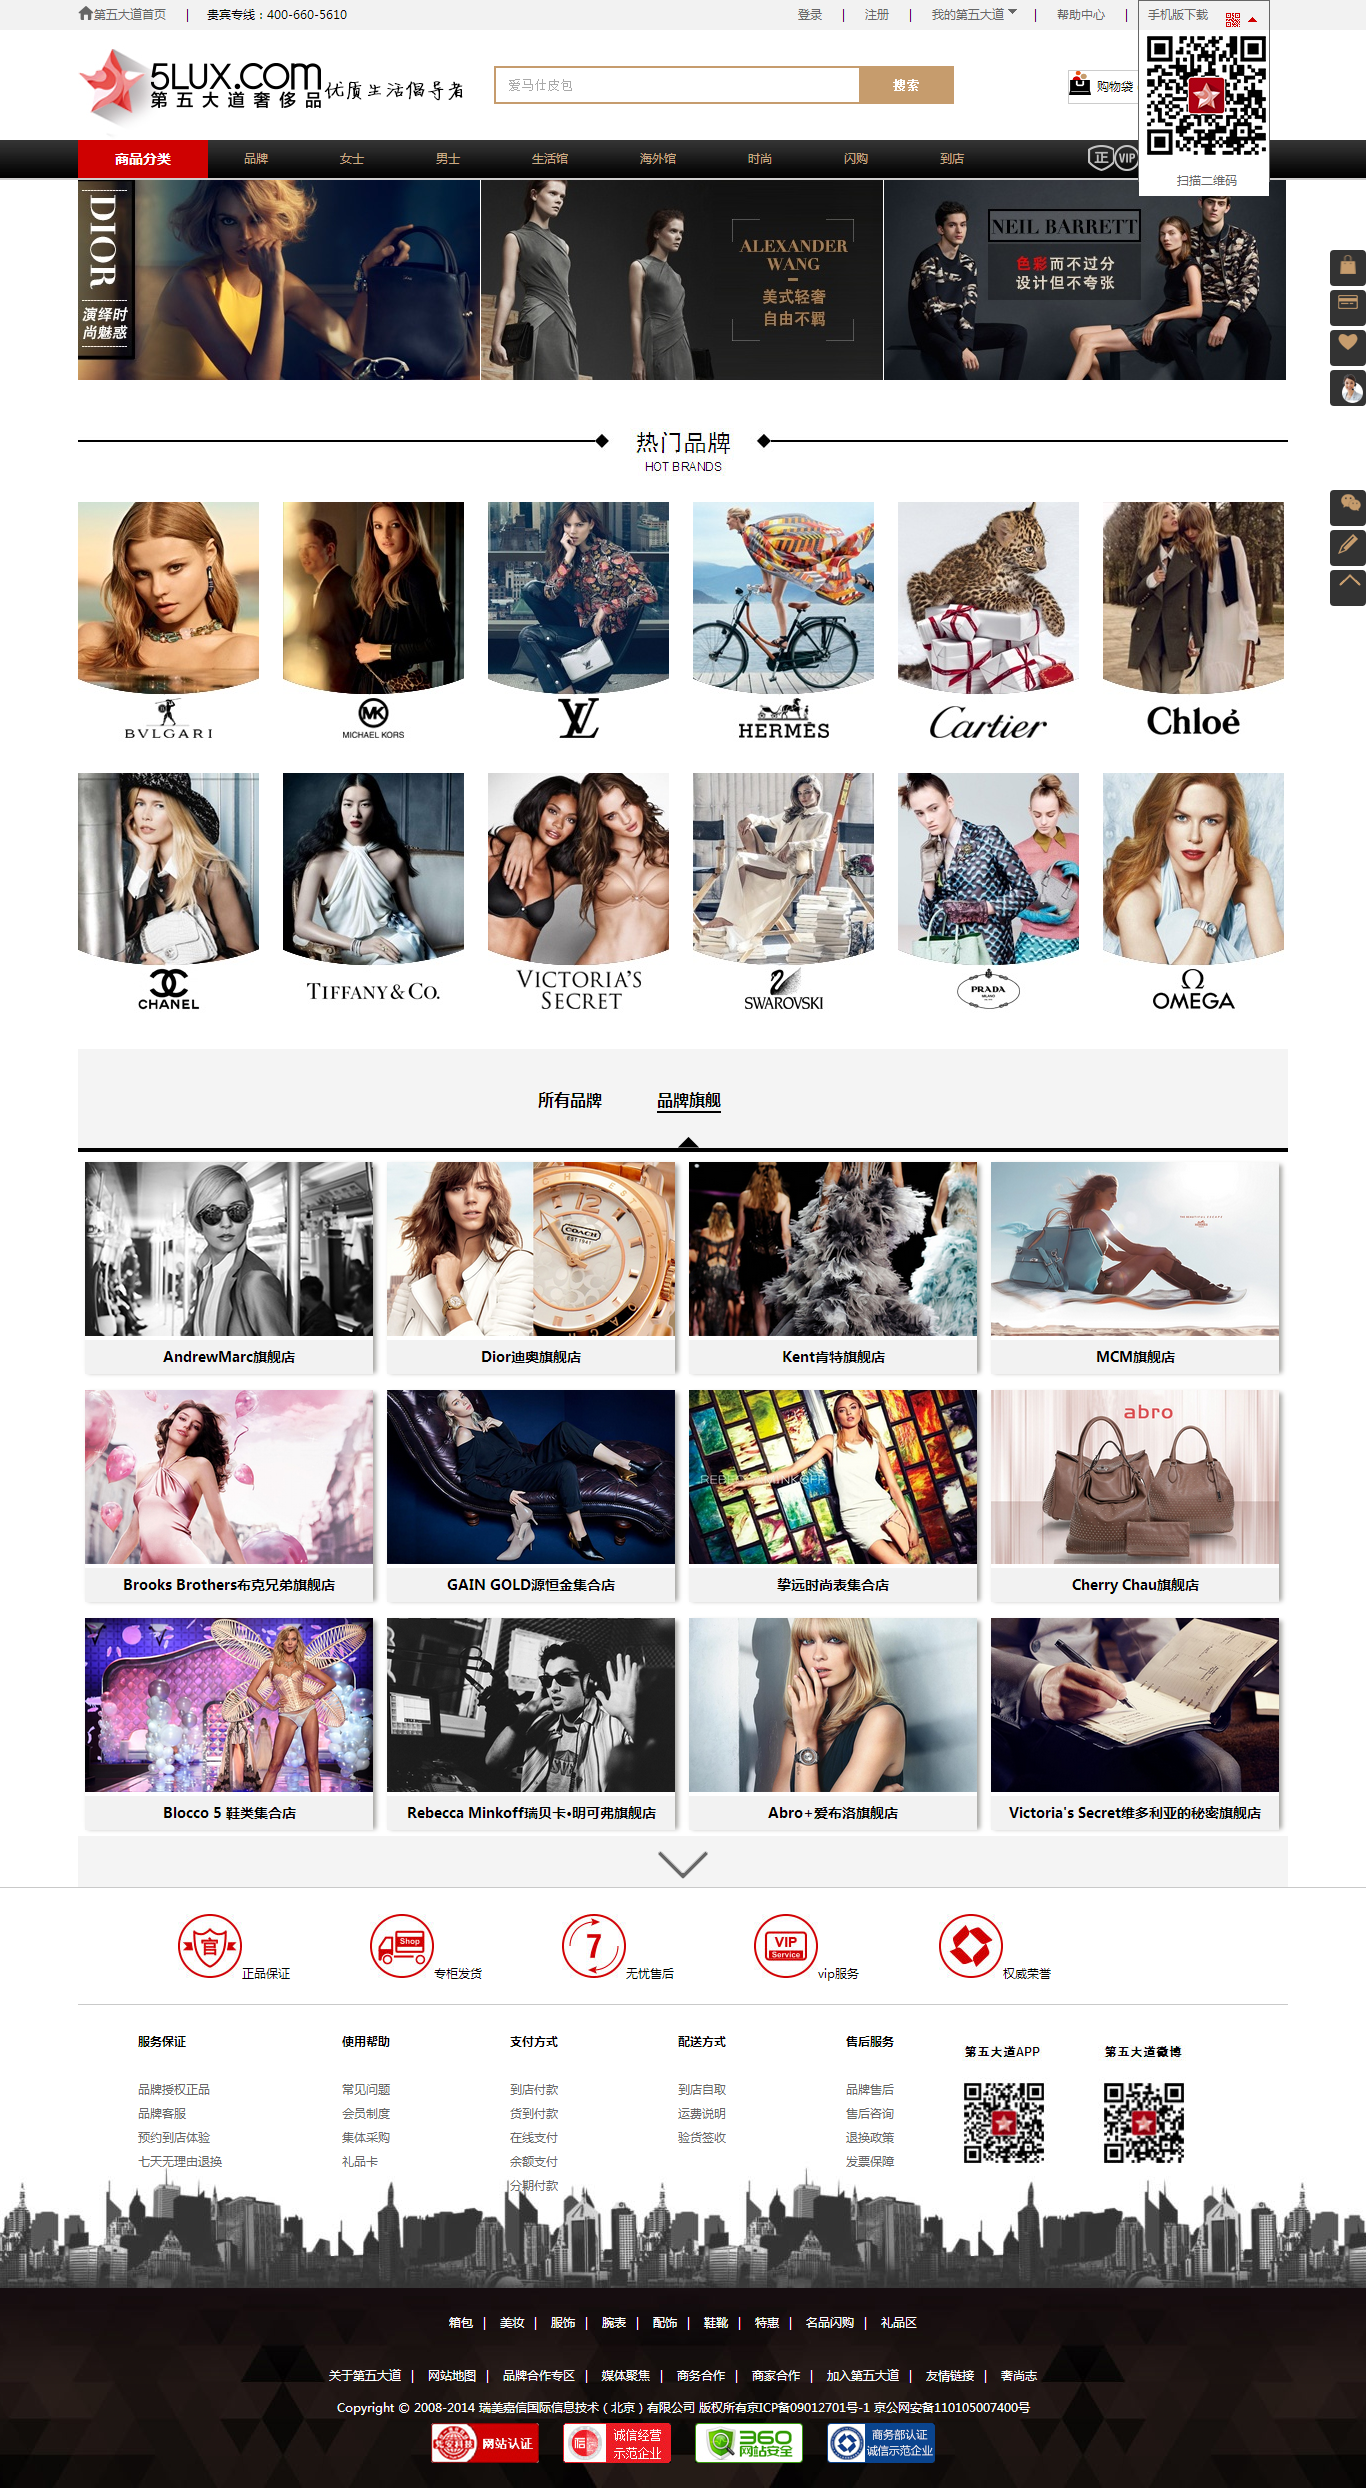 第五大道首页 | 贵宾专线：400-660-5610
登录 | 注册 | 我的第五大道 | 帮助中心 | 手机版下载
5LUX.com
第五大道奢侈品
优质生活倡导者
爱马仕皮包
搜索
购物袋
扫描二维码
商品分类 品牌 女士 男士 生活馆 海外馆 时尚 闪购 到店
正 VIP
DIOR
演绎时
尚魅惑
ALEXANDER
WANG
美式轻奢
自由不羁
NEIL BARRETT
色彩而不过分
设计但不夸张
热门品牌
HOT BRANDS
BVLGARI
MK
MICHAEL KORS
LV
HERMÈS
Cartier
Chloé
CHANEL
TIFFANY & CO.
VICTORIA'S
SECRET
SWAROVSKI
PRADA
MILANO
OMEGA
所有品牌 品牌旗舰
COACH
EST. 1941
AndrewMarc旗舰店
Dior迪奥旗舰店
Kent肯特旗舰店
MCM旗舰店
REBECCA MINKOFF
abro
Brooks Brothers布克兄弟旗舰店
GAIN GOLD源恒金集合店
挚远时尚表集合店
Cherry Chau旗舰店
Blocco 5 鞋类集合店
Rebecca Minkoff瑞贝卡•明可弗旗舰店
Abro+爱布洛旗舰店
Victoria's Secret维多利亚的秘密旗舰店
官 正品保证
Shop 专柜发货
7 无忧售后
VIP Service vip服务
权威荣誉
服务保证
品牌授权正品
品牌客服
预约到店体验
七天无理由退换
使用帮助
常见问题
会员制度
集体采购
礼品卡
支付方式
到店付款
货到付款
在线支付
余额支付
分期付款
配送方式
到店自取
运费说明
验货签收
售后服务
品牌售后
售后咨询
退换政策
发票保障
第五大道APP
第五大道微博
箱包 | 美妆 | 服饰 | 腕表 | 配饰 | 鞋靴 | 特惠 | 名品闪购 | 礼品区
关于第五大道 | 网站地图 | 品牌合作专区 | 媒体聚焦 | 商务合作 | 商家合作 | 加入第五大道 | 友情链接 | 奢尚志
Copyright © 2008-2014 瑞美嘉信国际信息技术（北京）有限公司 版权所有京ICP备09012701号-1 京公网安备110105007400号
网站认证
诚信经营
示范企业
360
网站安全
商务部认证
诚信示范企业